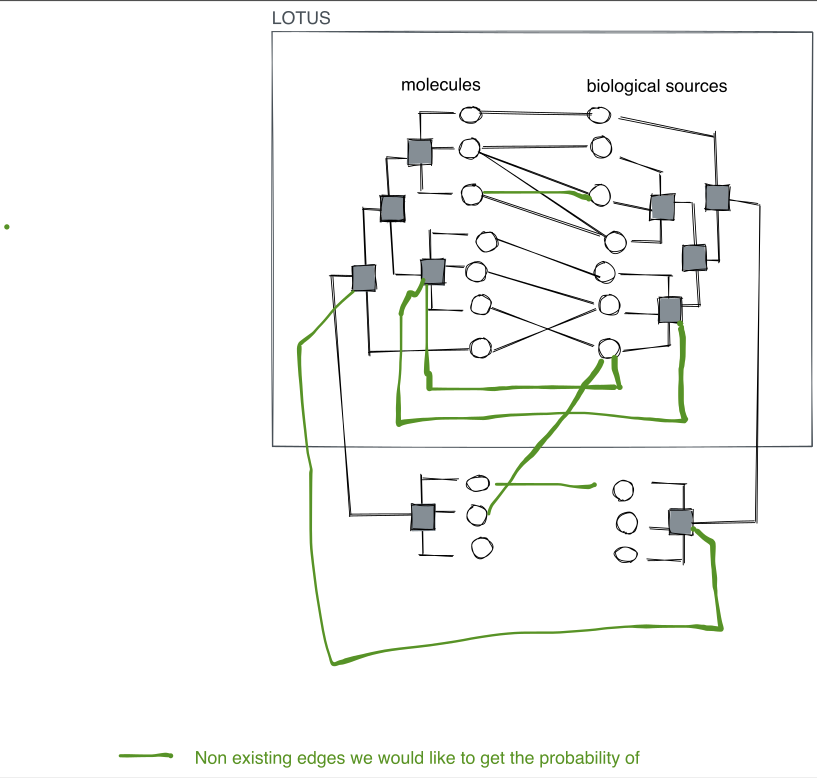 LOTUS
molecules
biological sources
Non existing edges we would like to get the probability of